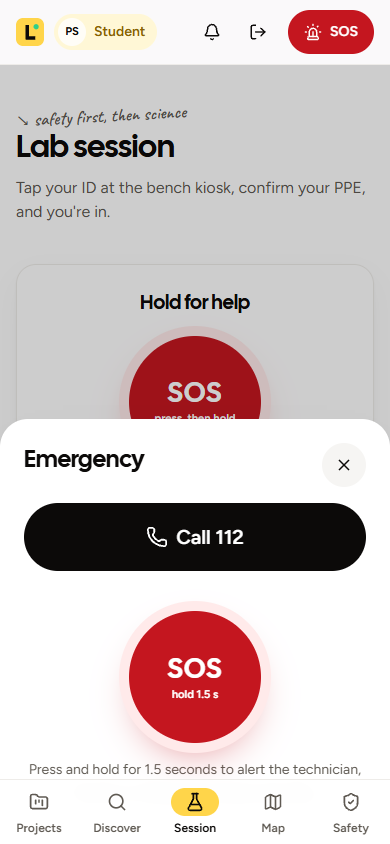 L
PS
Student
SOS
↘ safety first, then science
Lab session
Tap your ID at the bench kiosk, confirm your PPE,
and you're in.
Hold for help
SOS
press, then hold
Emergency
Call 112
SOS
hold 1.5 s
Press and hold for 1.5 seconds to alert the technician,
Projects
Discover
Session
Map
Safety